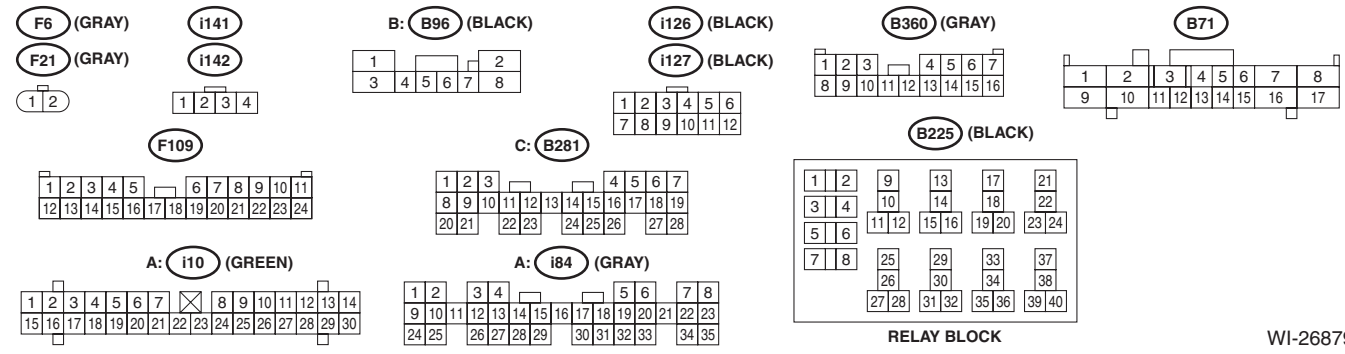 F6 (GRAY)
F21 (GRAY)
1 2
i141
i142
1 2 3 4
B: B96 (BLACK)
1 2
3 4 5 6 7 8
i126 (BLACK)
i127 (BLACK)
1 2 3 4 5 6
7 8 9 10 11 12
B360 (GRAY)
1 2 3 4 5 6 7
8 9 10 11 12 13 14 15 16
B71
1 2 3 4 5 6 7 8
9 10 11 12 13 14 15 16 17
F109
1 2 3 4 5 6 7 8 9 10 11
12 13 14 15 16 17 18 19 20 21 22 23 24
C: B281
1 2 3 4 5 6 7
8 9 10 11 12 13 14 15 16 17 18 19
20 21 22 23 24 25 26 27 28
B225 (BLACK)
1 2 9 13 17 21
3 4 10 14 18 22
11 12 15 16 19 20 23 24
5 6
7 8 25 29 33 37
26 30 34 38
27 28 31 32 35 36 39 40
RELAY BLOCK
A: i10 (GREEN)
1 2 3 4 5 6 7 8 9 10 11 12 13 14
15 16 17 18 19 20 21 22 23 24 25 26 27 28 29 30
A: i84 (GRAY)
1 2 3 4 5 6 7 8
9 10 11 12 13 14 15 16 17 18 19 20 21 22 23
24 25 26 27 28 29 30 31 32 33 34 35
WI-26879